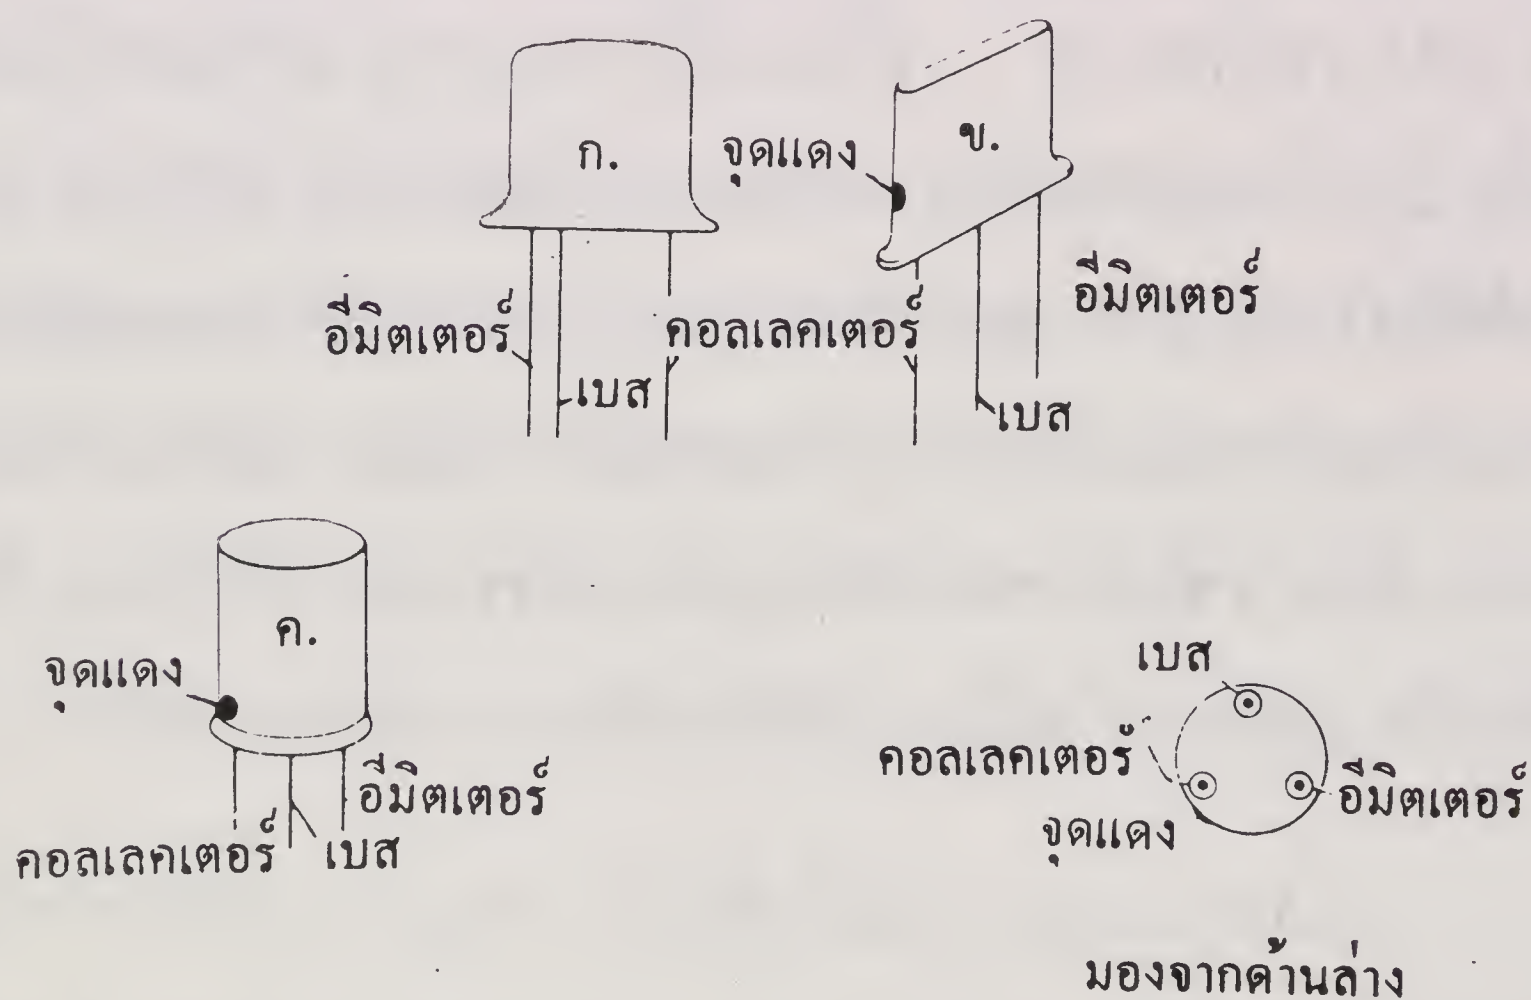 ก.
ข.
จุดแดง
อีมิตเตอร์
อีมิตเตอร์
คอลเลคเตอร์
เบส
เบส
ค.
จุดแดง
อีมิตเตอร์
คอลเลคเตอร์
เบส
เบส
คอลเลคเตอร์
อีมิตเตอร์
จุดแดง
มองจากด้านล่าง